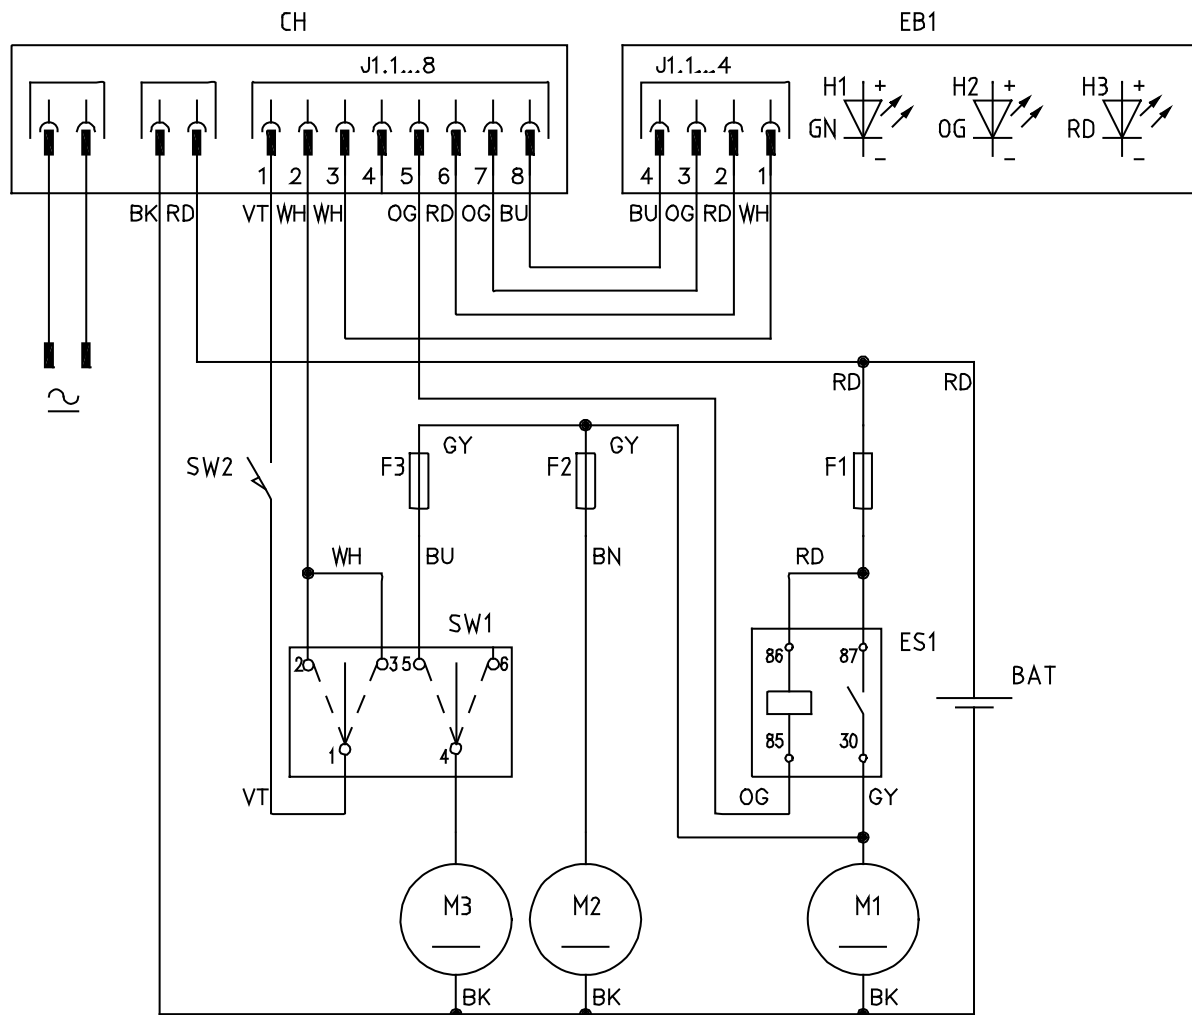 CH EB1
J1.1...8 J1.1...4
H1 + H2 + H3 +
GN OG RD
- - -
1 2 3 4 5 6 7 8 4 3 2 1
BK RD VT WH WH OG RD OG BU BU OG RD WH
RD RD
GY GY
SW2 F3 F2 F1
WH BU BN RD
SW1 ES1
2 3 5 6 86 87
BAT
1 4 85 30
VT OG GY
M3 M2 M1
BK BK BK